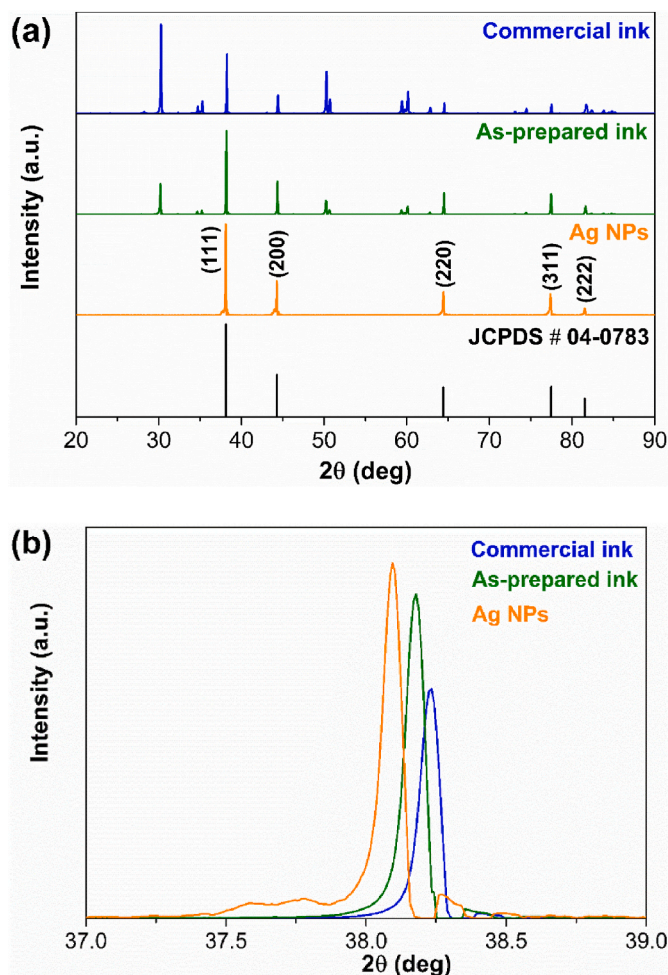 (a)
Commercial ink
As-prepared ink
Ag NPs
(111)
(200)
(220)
(311)
(222)
JCPDS # 04-0783
Intensity (a.u.)
20 30 40 50 60 70 80 90
2θ (deg)
(b)
Commercial ink
As-prepared ink
Ag NPs
Intensity (a.u.)
37.0 37.5 38.0 38.5 39.0
2θ (deg)